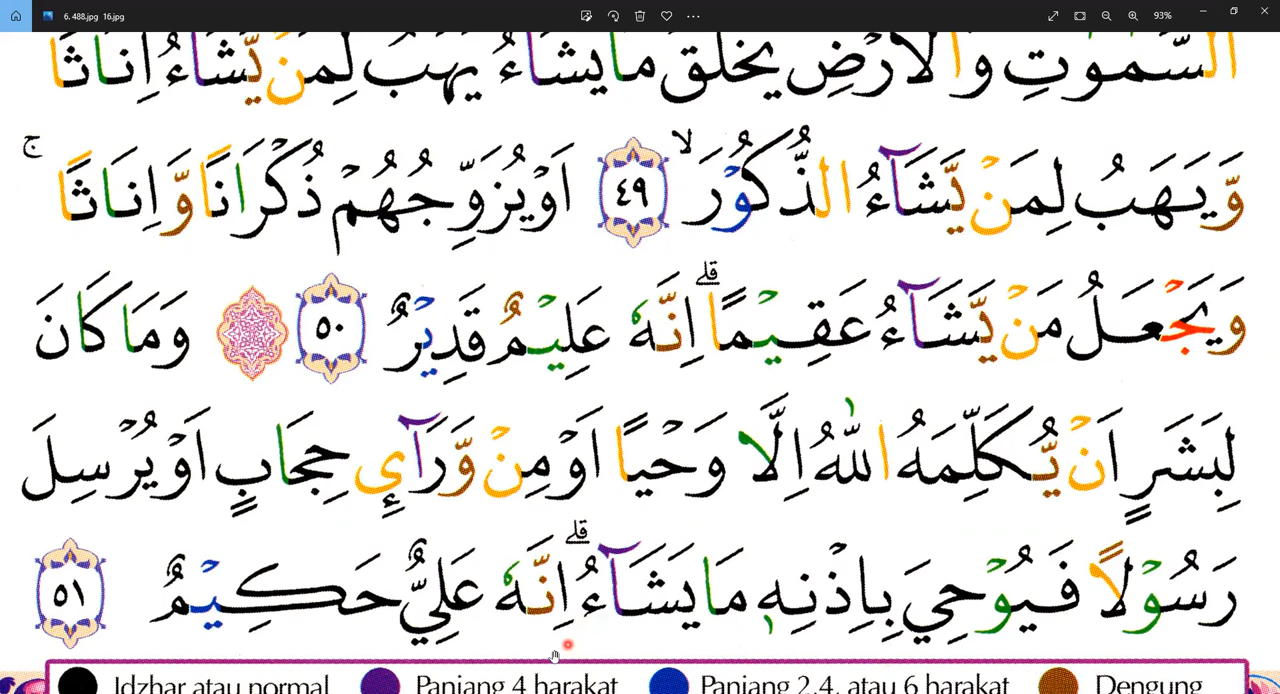 6. 488.jpg 16.jpg
93%
السَّمٰوٰتِ وَالْاَرْضِ يَخْلُقُ مَا يَشَاۤءُ يَهَبُ لِمَنْ يَّشَاۤءُ اِنَاثًا
وَّيَهَبُ لِمَنْ يَّشَاۤءُ الذُّكُوْرَ ۙ ٤٩ اَوْ يُزَوِّجُهُمْ ذُكْرَانًا وَّاِنَاثًا ۚ
وَيَجْعَلُ مَنْ يَّشَاۤءُ عَقِيْمًا ۗ اِنَّهٗ عَلِيْمٌ قَدِيْرٌ ٥٠ وَمَا كَانَ
لِبَشَرٍ اَنْ يُّكَلِّمَهُ اللّٰهُ اِلَّا وَحْيًا اَوْ مِنْ وَّرَاۤئِ حِجَابٍ اَوْ يُرْسِلَ
رَسُوْلًا فَيُوْحِيَ بِاِذْنِهٖ مَا يَشَاۤءُ ۗ اِنَّهٗ عَلِيٌّ حَكِيْمٌ ٥١
Idzhar atau normal
Panjang 4 harakat
Panjang 2,4, atau 6 harakat
Dengung